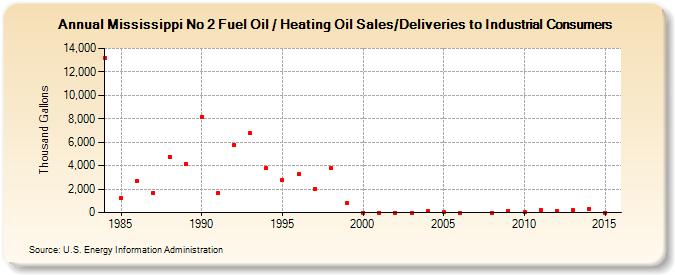 Annual Mississippi No 2 Fuel Oil / Heating Oil Sales/Deliveries to Industrial Consumers
Thousand Gallons
14,000
12,000
10,000
8,000
6,000
4,000
2,000
0
1985 1990 1995 2000 2005 2010 2015
Source: U.S. Energy Information Administration